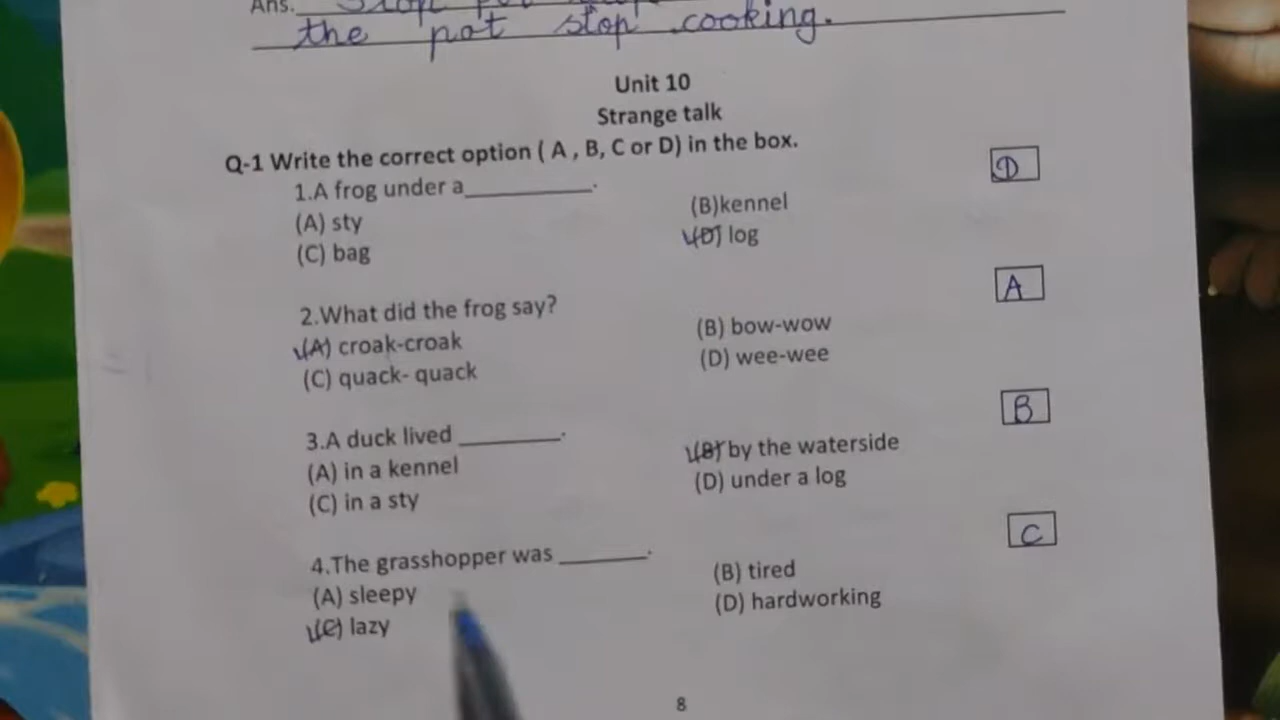 Ans.
the pot stop cooking.
Unit 10
Strange talk
Q-1 Write the correct option ( A , B, C or D) in the box.
1.A frog under a__________. D
(A) sty (B)kennel
(C) bag (D) log
2.What did the frog say? A
(A) croak-croak (B) bow-wow
(C) quack- quack (D) wee-wee
3.A duck lived ________. B
(A) in a kennel (B) by the waterside
(C) in a sty (D) under a log
4.The grasshopper was _______. C
(A) sleepy (B) tired
(C) lazy (D) hardworking
8